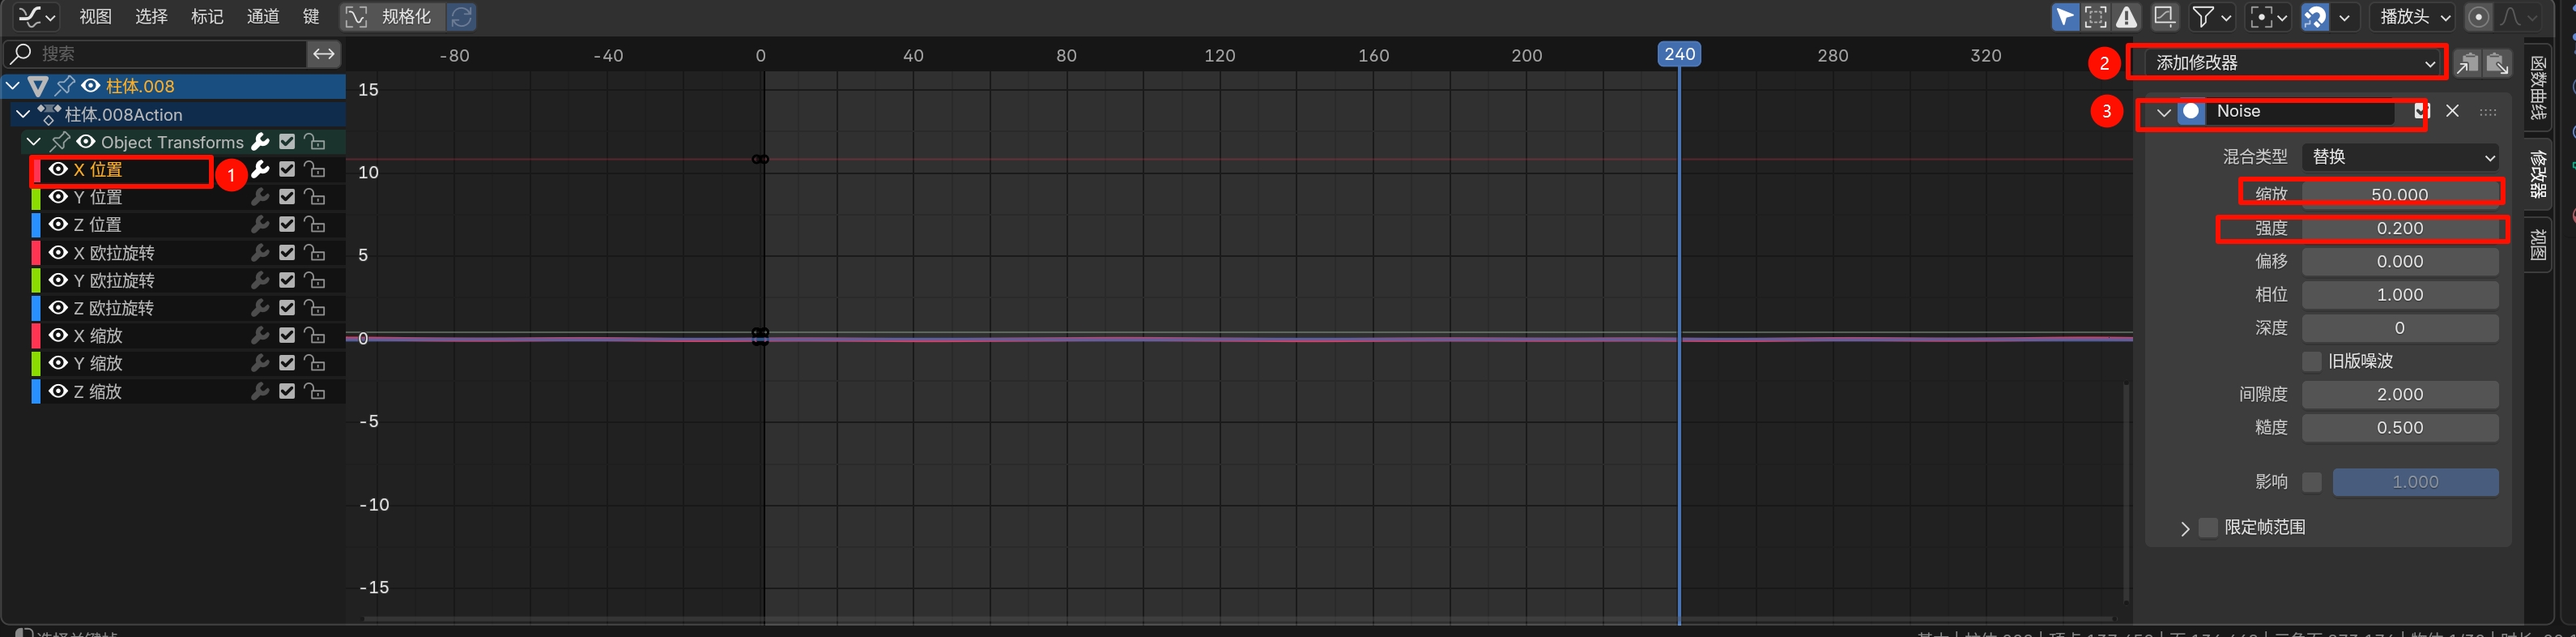 视图 选择 标记 通道 键 规格化 播放头
搜索
-80 -40 0 40 80 120 160 200 240 280 320
2 添加修改器
柱体.008
柱体.008Action
Object Transforms
X 位置 1
Y 位置
Z 位置
X 欧拉旋转
Y 欧拉旋转
Z 欧拉旋转
X 缩放
Y 缩放
Z 缩放
15
10
5
0
-5
-10
-15
3 Noise
混合类型 替换
缩放 50.000
强度 0.200
偏移 0.000
相位 1.000
深度 0
旧版噪波
间隙度 2.000
糙度 0.500
影响 1.000
限定帧范围
函数曲线
修改器
视图